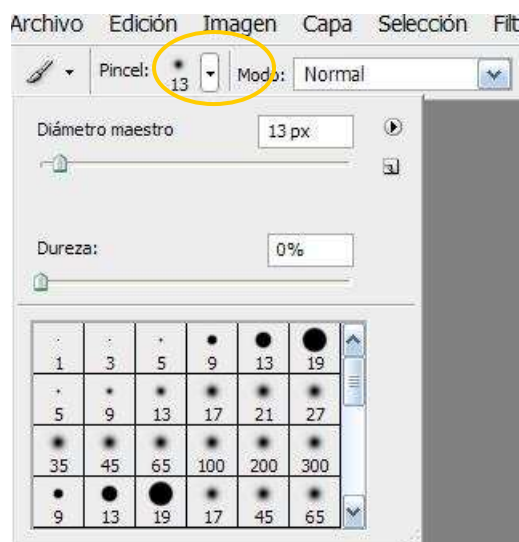 Archivo Edición Imagen Capa Selección Filt
Pincel: 13 Modo: Normal
Diámetro maestro 13 px
Dureza: 0%
1 3 5 9 13 19
5 9 13 17 21 27
35 45 65 100 200 300
9 13 19 17 45 65